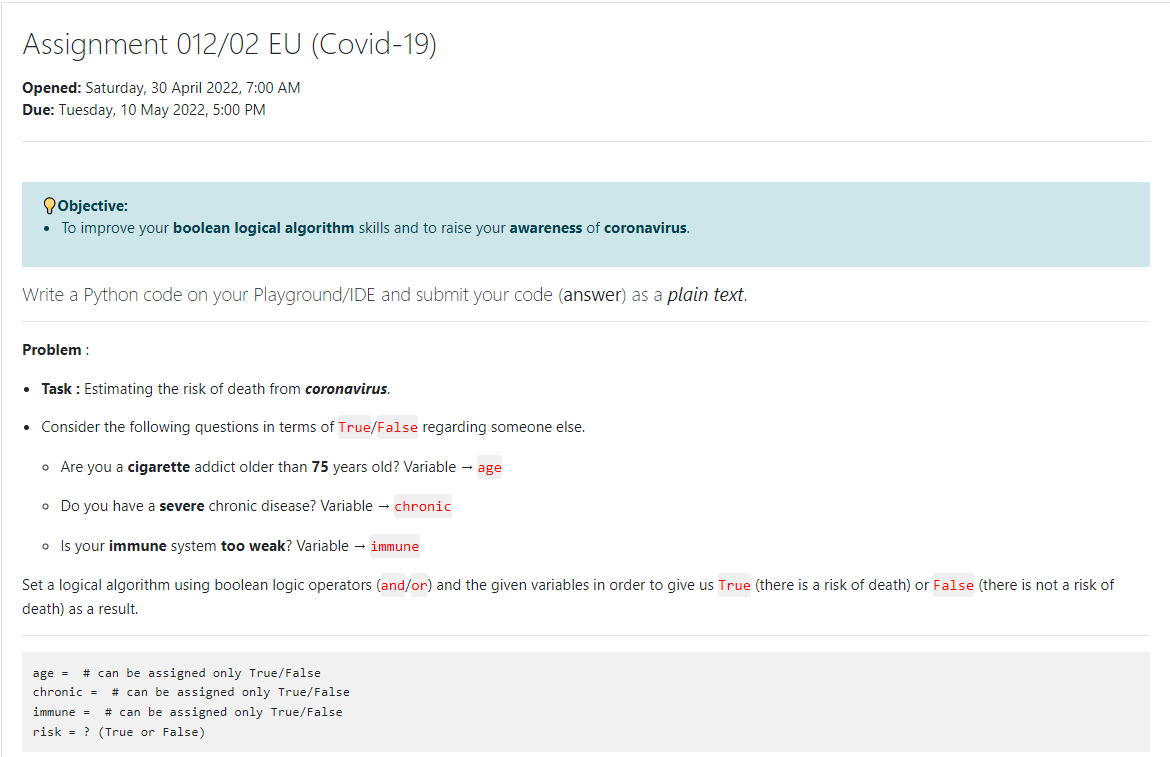 Assignment 012/02 EU (Covid-19)
Opened: Saturday, 30 April 2022, 7:00 AM
Due: Tuesday, 10 May 2022, 5:00 PM
Objective:
• To improve your boolean logical algorithm skills and to raise your awareness of coronavirus.
Write a Python code on your Playground/IDE and submit your code (answer) as a plain text.
Problem :
• Task : Estimating the risk of death from coronavirus.
• Consider the following questions in terms of True/False regarding someone else.
◦ Are you a cigarette addict older than 75 years old? Variable → age
◦ Do you have a severe chronic disease? Variable → chronic
◦ Is your immune system too weak? Variable → immune
Set a logical algorithm using boolean logic operators (and/or) and the given variables in order to give us True (there is a risk of death) or False (there is not a risk of
death) as a result.
age =  # can be assigned only True/False
chronic =  # can be assigned only True/False
immune =  # can be assigned only True/False
risk = ? (True or False)